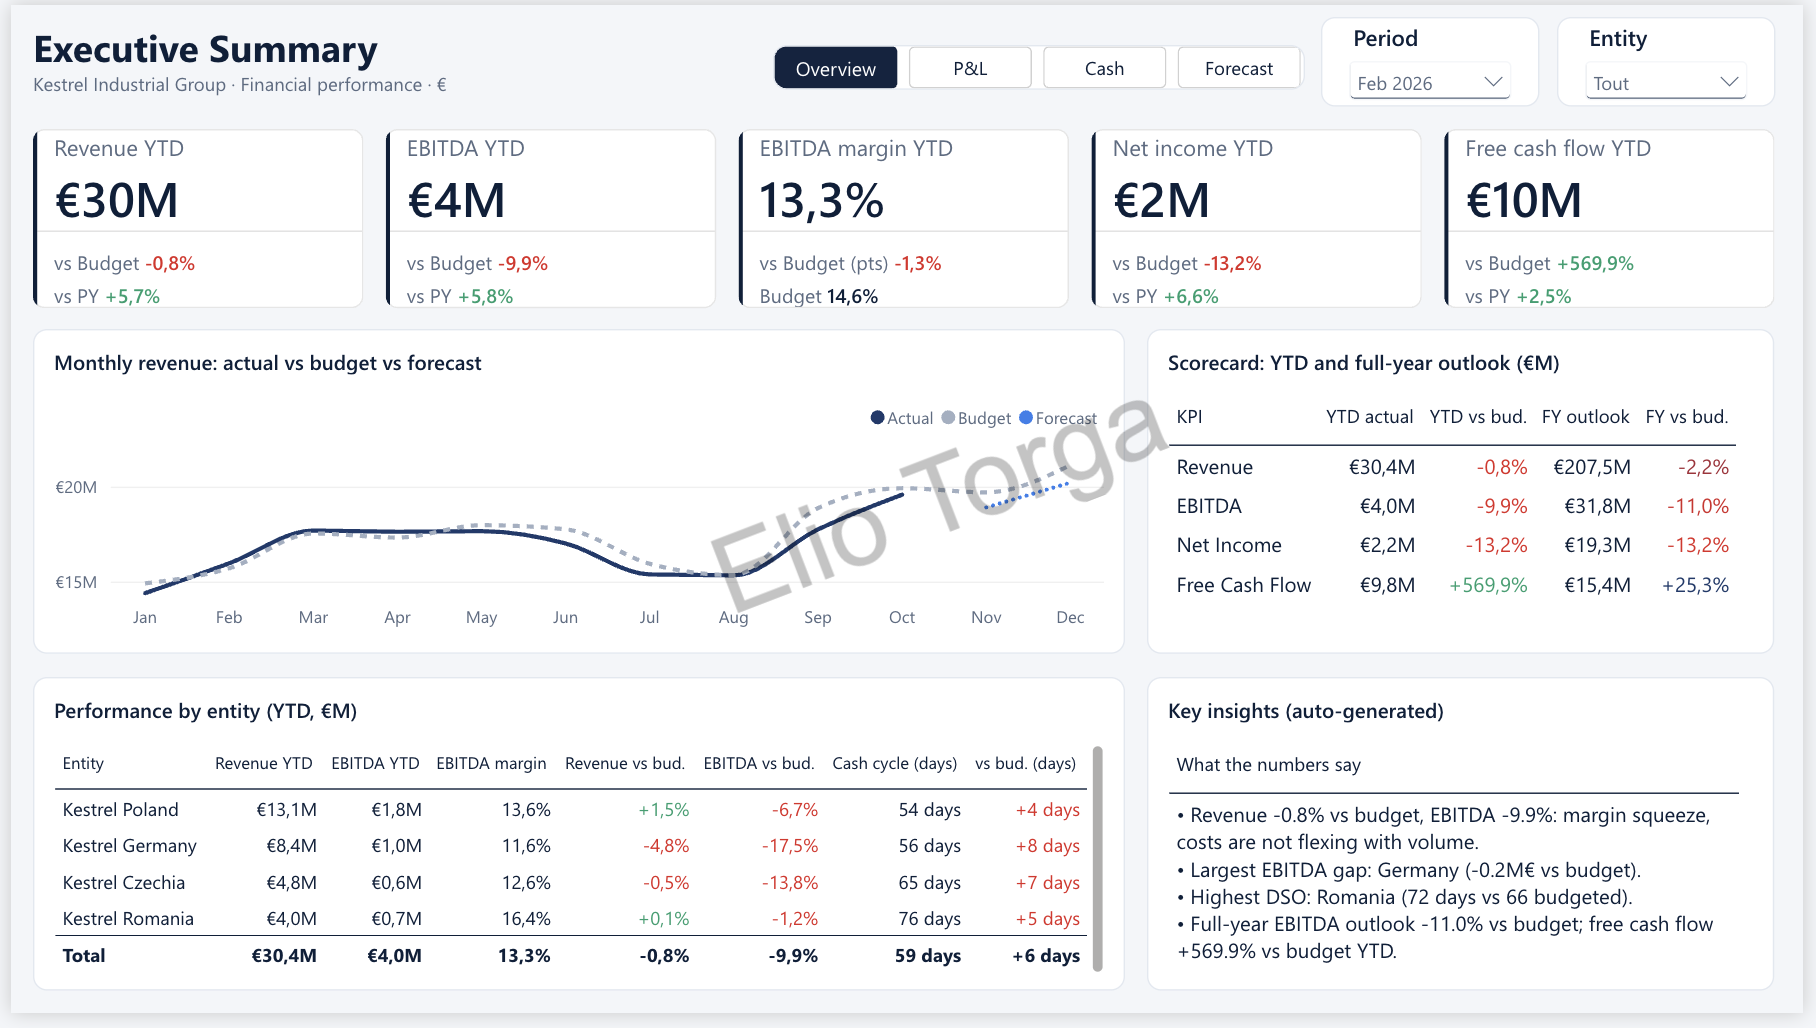 Executive Summary
Kestrel Industrial Group · Financial performance · €
Overview P&L Cash Forecast
Period
Feb 2026
Entity
Tout
Revenue YTD
€30M
vs Budget -0,8%
vs PY +5,7%
EBITDA YTD
€4M
vs Budget -9,9%
vs PY +5,8%
EBITDA margin YTD
13,3%
vs Budget (pts) -1,3%
Budget 14,6%
Net income YTD
€2M
vs Budget -13,2%
vs PY +6,6%
Free cash flow YTD
€10M
vs Budget +569,9%
vs PY +2,5%
Monthly revenue: actual vs budget vs forecast
Actual Budget Forecast
€20M
€15M
Jan Feb Mar Apr May Jun Jul Aug Sep Oct Nov Dec
Elio Torga
Scorecard: YTD and full-year outlook (€M)
KPI YTD actual YTD vs bud. FY outlook FY vs bud.
Revenue €30,4M -0,8% €207,5M -2,2%
EBITDA €4,0M -9,9% €31,8M -11,0%
Net Income €2,2M -13,2% €19,3M -13,2%
Free Cash Flow €9,8M +569,9% €15,4M +25,3%
Performance by entity (YTD, €M)
Entity Revenue YTD EBITDA YTD EBITDA margin Revenue vs bud. EBITDA vs bud. Cash cycle (days) vs bud. (days)
Kestrel Poland €13,1M €1,8M 13,6% +1,5% -6,7% 54 days +4 days
Kestrel Germany €8,4M €1,0M 11,6% -4,8% -17,5% 56 days +8 days
Kestrel Czechia €4,8M €0,6M 12,6% -0,5% -13,8% 65 days +7 days
Kestrel Romania €4,0M €0,7M 16,4% +0,1% -1,2% 76 days +5 days
Total €30,4M €4,0M 13,3% -0,8% -9,9% 59 days +6 days
Key insights (auto-generated)
What the numbers say
• Revenue -0.8% vs budget, EBITDA -9.9%: margin squeeze,
costs are not flexing with volume.
• Largest EBITDA gap: Germany (-0.2M€ vs budget).
• Highest DSO: Romania (72 days vs 66 budgeted).
• Full-year EBITDA outlook -11.0% vs budget; free cash flow
+569.9% vs budget YTD.